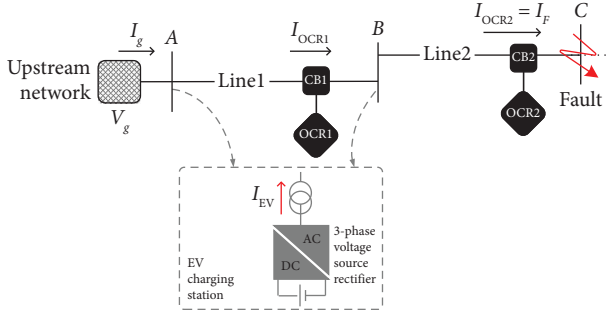 I_g
A
I_OCR1
B
I_OCR2 = I_F
C
Upstream
network
V_g
Line1
CB1
OCR1
Line2
CB2
OCR2
Fault
I_EV
AC
DC
3-phase
voltage
source
rectifier
EV
charging
station